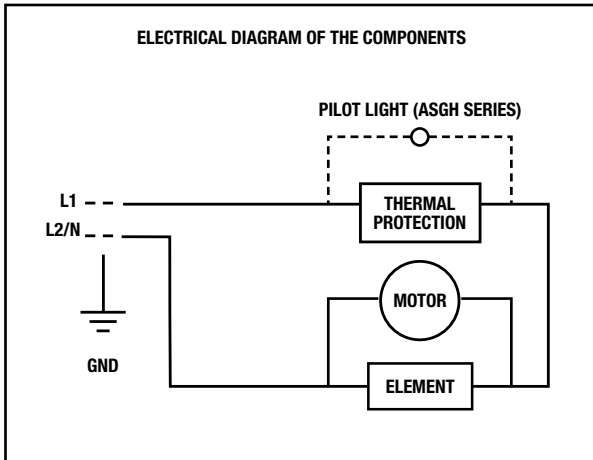 ELECTRICAL DIAGRAM OF THE COMPONENTS
PILOT LIGHT (ASGH SERIES)
L1
THERMAL
PROTECTION
L2/N
MOTOR
GND
ELEMENT